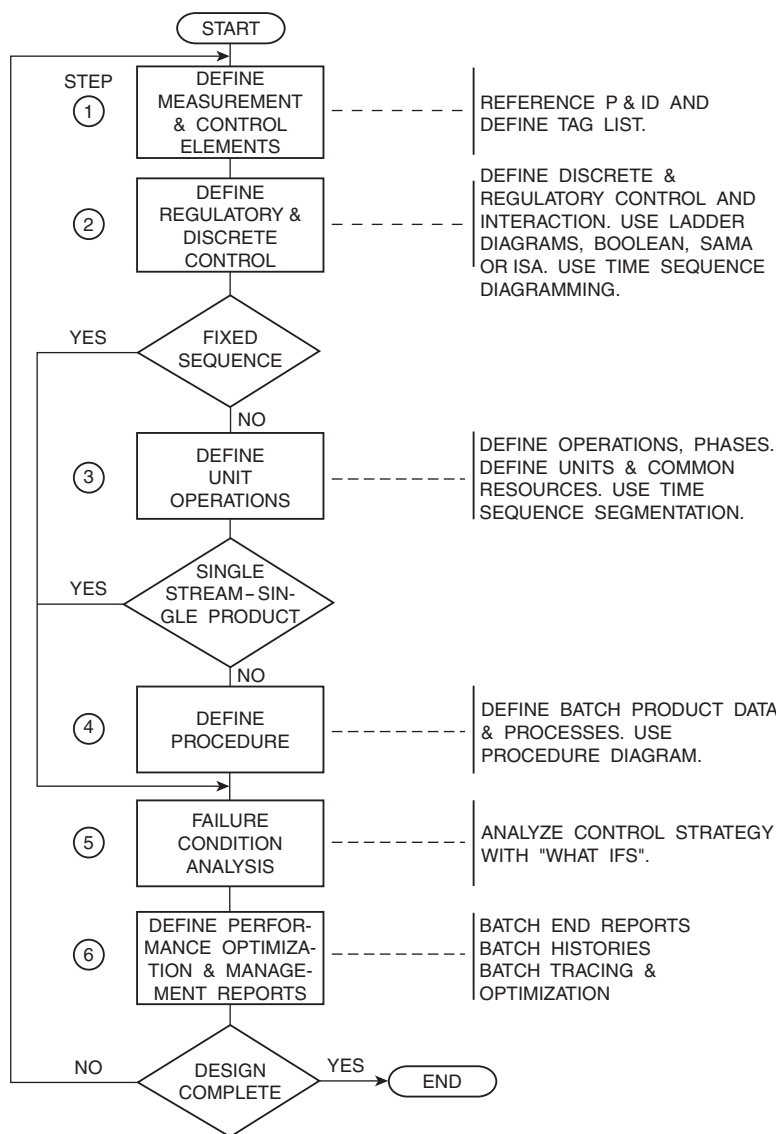 START
STEP
1
DEFINE
MEASUREMENT
& CONTROL
ELEMENTS
REFERENCE P & ID AND
DEFINE TAG LIST.
2
DEFINE
REGULATORY &
DISCRETE
CONTROL
DEFINE DISCRETE &
REGULATORY CONTROL AND
INTERACTION. USE LADDER
DIAGRAMS, BOOLEAN, SAMA
OR ISA. USE TIME SEQUENCE
DIAGRAMMING.
YES
FIXED
SEQUENCE
NO
3
DEFINE
UNIT
OPERATIONS
DEFINE OPERATIONS, PHASES.
DEFINE UNITS & COMMON
RESOURCES. USE TIME
SEQUENCE SEGMENTATION.
YES
SINGLE
STREAM–SIN-
GLE PRODUCT
NO
4
DEFINE
PROCEDURE
DEFINE BATCH PRODUCT DATA
& PROCESSES. USE
PROCEDURE DIAGRAM.
5
FAILURE
CONDITION
ANALYSIS
ANALYZE CONTROL STRATEGY
WITH "WHAT IFS".
6
DEFINE PERFOR-
MANCE OPTIMIZA-
TION & MANAGE-
MENT REPORTS
BATCH END REPORTS
BATCH HISTORIES
BATCH TRACING &
OPTIMIZATION
NO
DESIGN
COMPLETE
YES
END